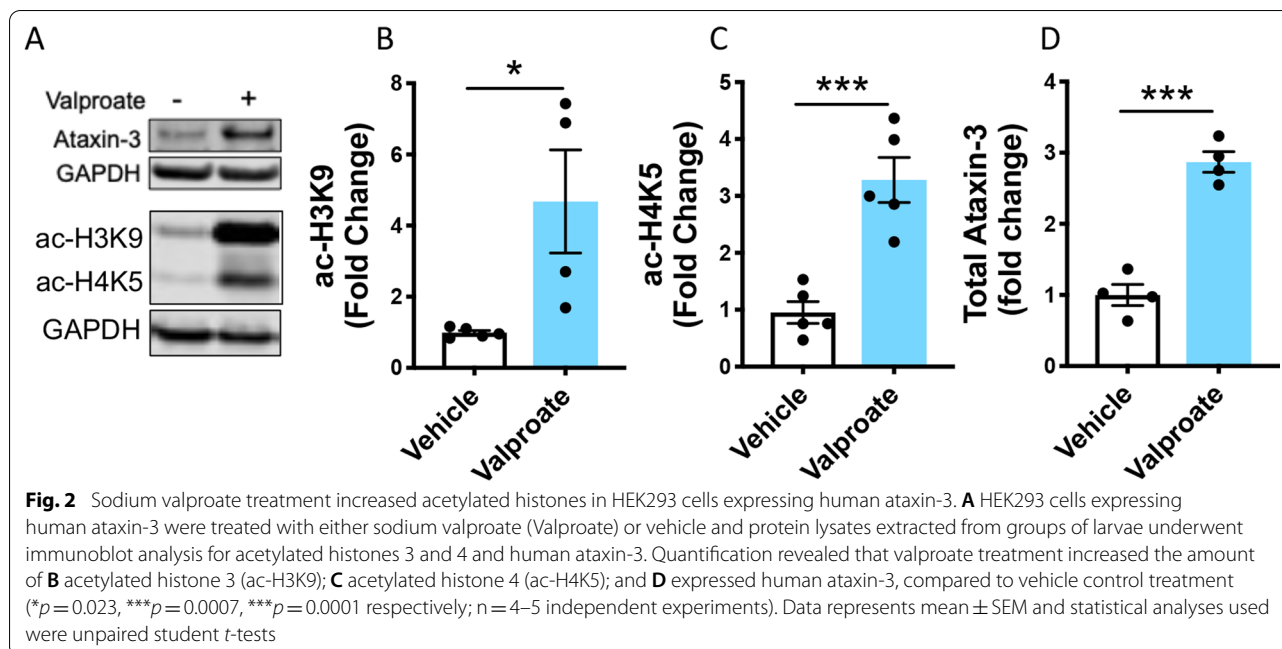 A
Valproate - +
Ataxin-3
GAPDH
ac-H3K9
ac-H4K5
GAPDH
B
*
ac-H3K9
(Fold Change)
8
6
4
2
0
Vehicle
Valproate
C
***
ac-H4K5
(Fold Change)
5
4
3
2
1
0
Vehicle
Valproate
D
***
Total Ataxin-3
(fold change)
4
3
2
1
0
Vehicle
Valproate
Fig. 2 Sodium valproate treatment increased acetylated histones in HEK293 cells expressing human ataxin-3. A HEK293 cells expressing
human ataxin-3 were treated with either sodium valproate (Valproate) or vehicle and protein lysates extracted from groups of larvae underwent
immunoblot analysis for acetylated histones 3 and 4 and human ataxin-3. Quantification revealed that valproate treatment increased the amount
of B acetylated histone 3 (ac-H3K9); C acetylated histone 4 (ac-H4K5); and D expressed human ataxin-3, compared to vehicle control treatment
(*p = 0.023, ***p = 0.0007, ***p = 0.0001 respectively; n = 4–5 independent experiments). Data represents mean ± SEM and statistical analyses used
were unpaired student t-tests